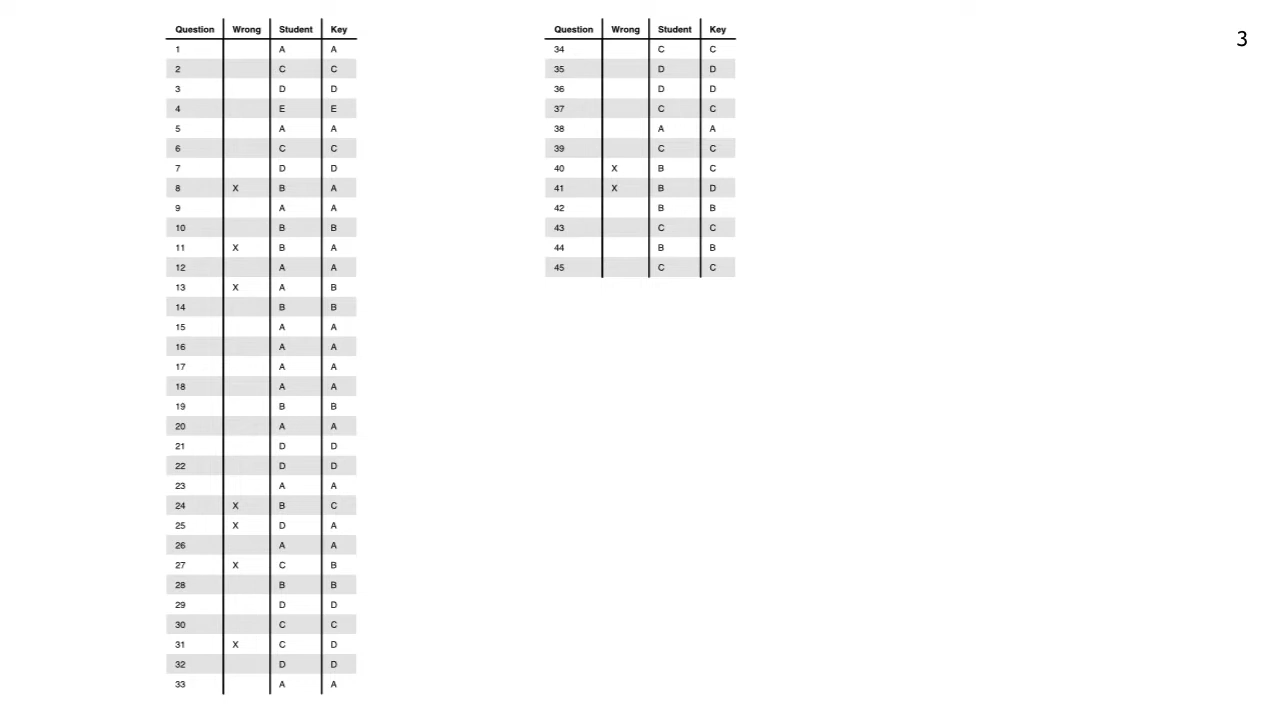 3
Question Wrong Student Key
1 A A
2 C C
3 D D
4 E E
5 A A
6 C C
7 D D
8 X B A
9 A A
10 B B
11 X B A
12 A A
13 X A B
14 B B
15 A A
16 A A
17 A A
18 A A
19 B B
20 A A
21 D D
22 D D
23 A A
24 X B C
25 X D A
26 A A
27 X C B
28 B B
29 D D
30 C C
31 X C D
32 D D
33 A A
Question Wrong Student Key
34 C C
35 D D
36 D D
37 C C
38 A A
39 C C
40 X B C
41 X B D
42 B B
43 C C
44 B B
45 C C